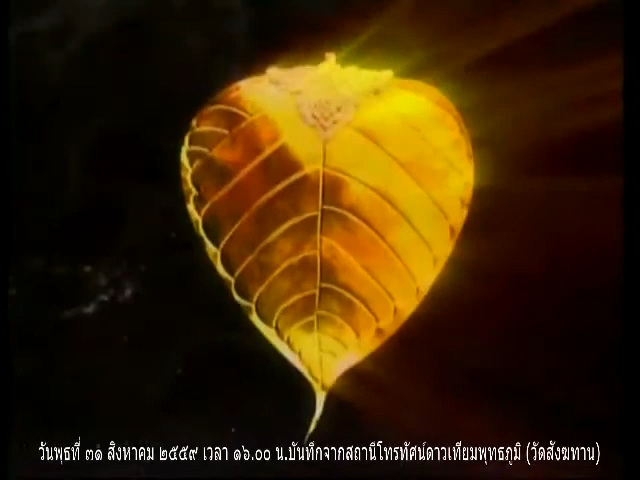 วันพุธที่ ๓๑ สิงหาคม ๒๕๕๙ เวลา ๑๖.๐๐ น.บันทึกจากสถานีโทรทัศน์ดาวเทียมพุทธภูมิ (วัดสังฆทาน)